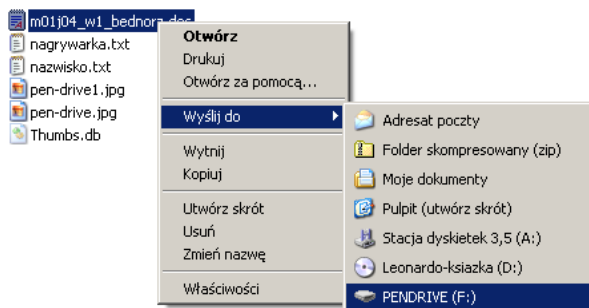 m01j04_w1_bednorz.doc
nagrywarka.txt
nazwisko.txt
pen-drive1.jpg
pen-drive.jpg
Thumbs.db
Otwórz
Drukuj
Otwórz za pomocą...
Wyślij do
Wytnij
Kopiuj
Utwórz skrót
Usuń
Zmień nazwę
Właściwości
Adresat poczty
Folder skompresowany (zip)
Moje dokumenty
Pulpit (utwórz skrót)
Stacja dyskietek 3,5 (A:)
Leonardo-ksiazka (D:)
PENDRIVE (F:)